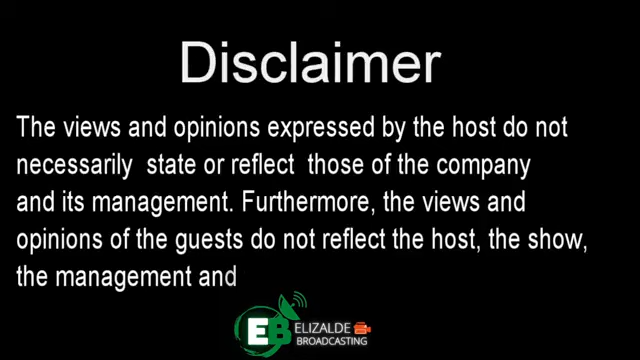 Disclaimer
The views and opinions expressed by the host do not
necessarily state or reflect those of the company
and its management. Furthermore, the views and
opinions of the guests do not reflect the host, the show,
the management and
EB ELIZALDE
BROADCASTING